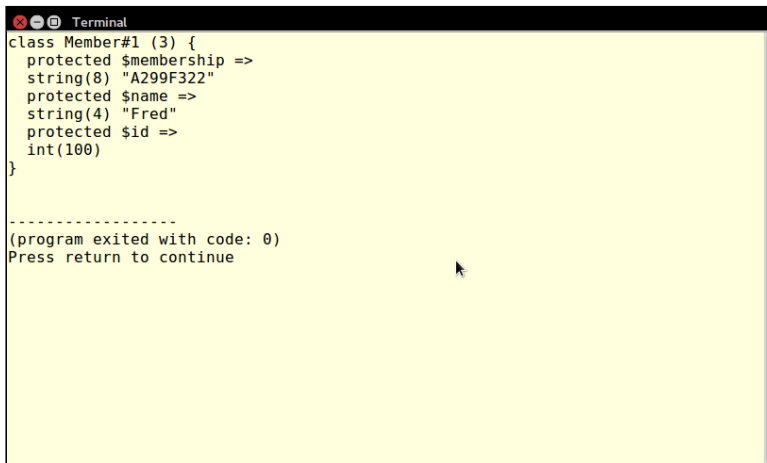 Terminal
class Member#1 (3) {
  protected $membership =>
  string(8) "A299F322"
  protected $name =>
  string(4) "Fred"
  protected $id =>
  int(100)
}
------------------
(program exited with code: 0)
Press return to continue